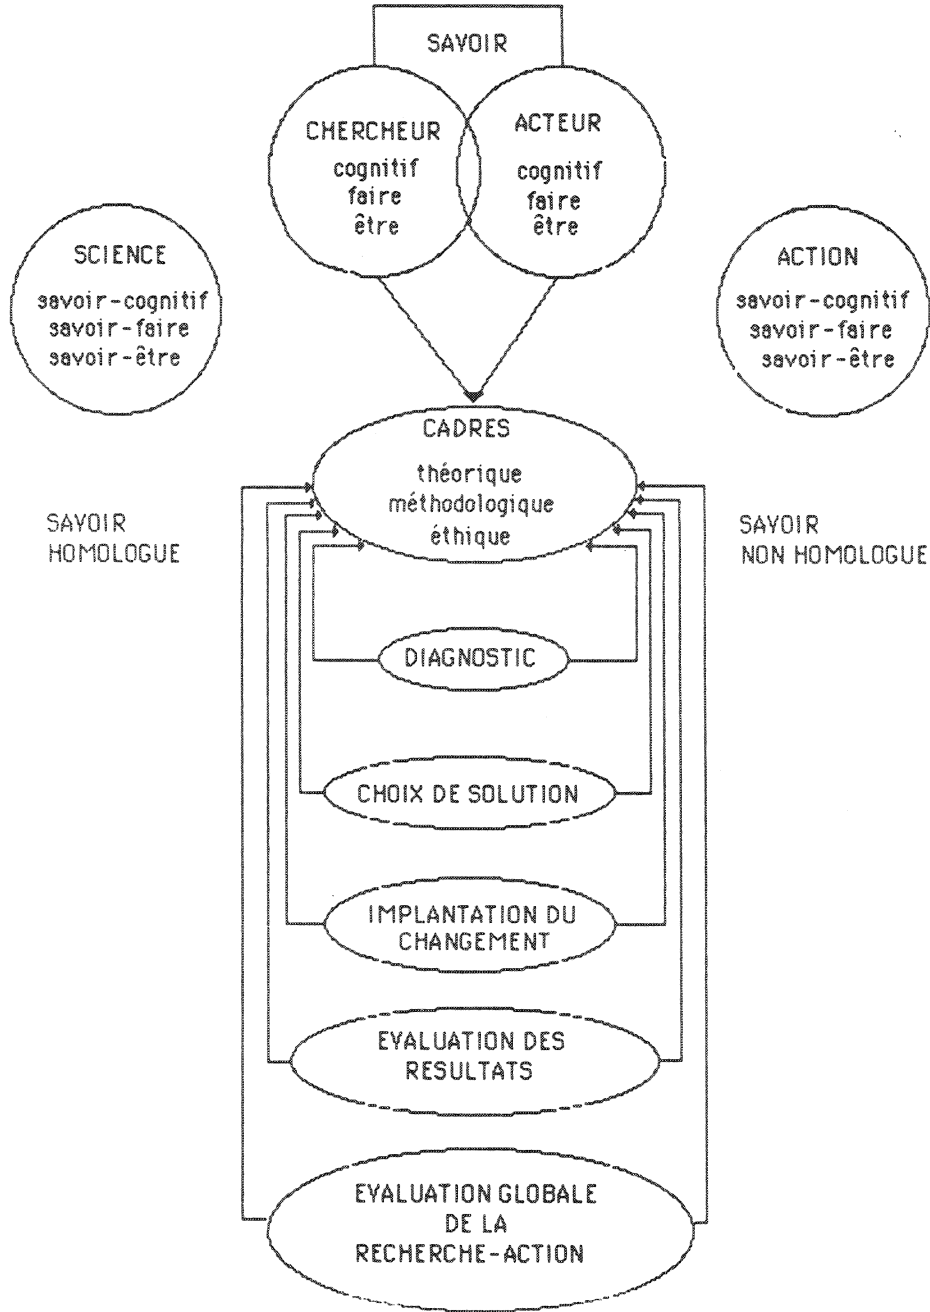 SAVOIR
CHERCHEUR
cognitif
faire
être
ACTEUR
cognitif
faire
être
SCIENCE
savoir-cognitif
savoir-faire
savoir-être
ACTION
savoir-cognitif
savoir-faire
savoir-être
CADRES
théorique
méthodologique
éthique
SAVOIR
HOMOLOGUE
SAVOIR
NON HOMOLOGUE
DIAGNOSTIC
CHOIX DE SOLUTION
IMPLANTATION DU
CHANGEMENT
EVALUATION DES
RESULTATS
EVALUATION GLOBALE
DE LA
RECHERCHE-ACTION